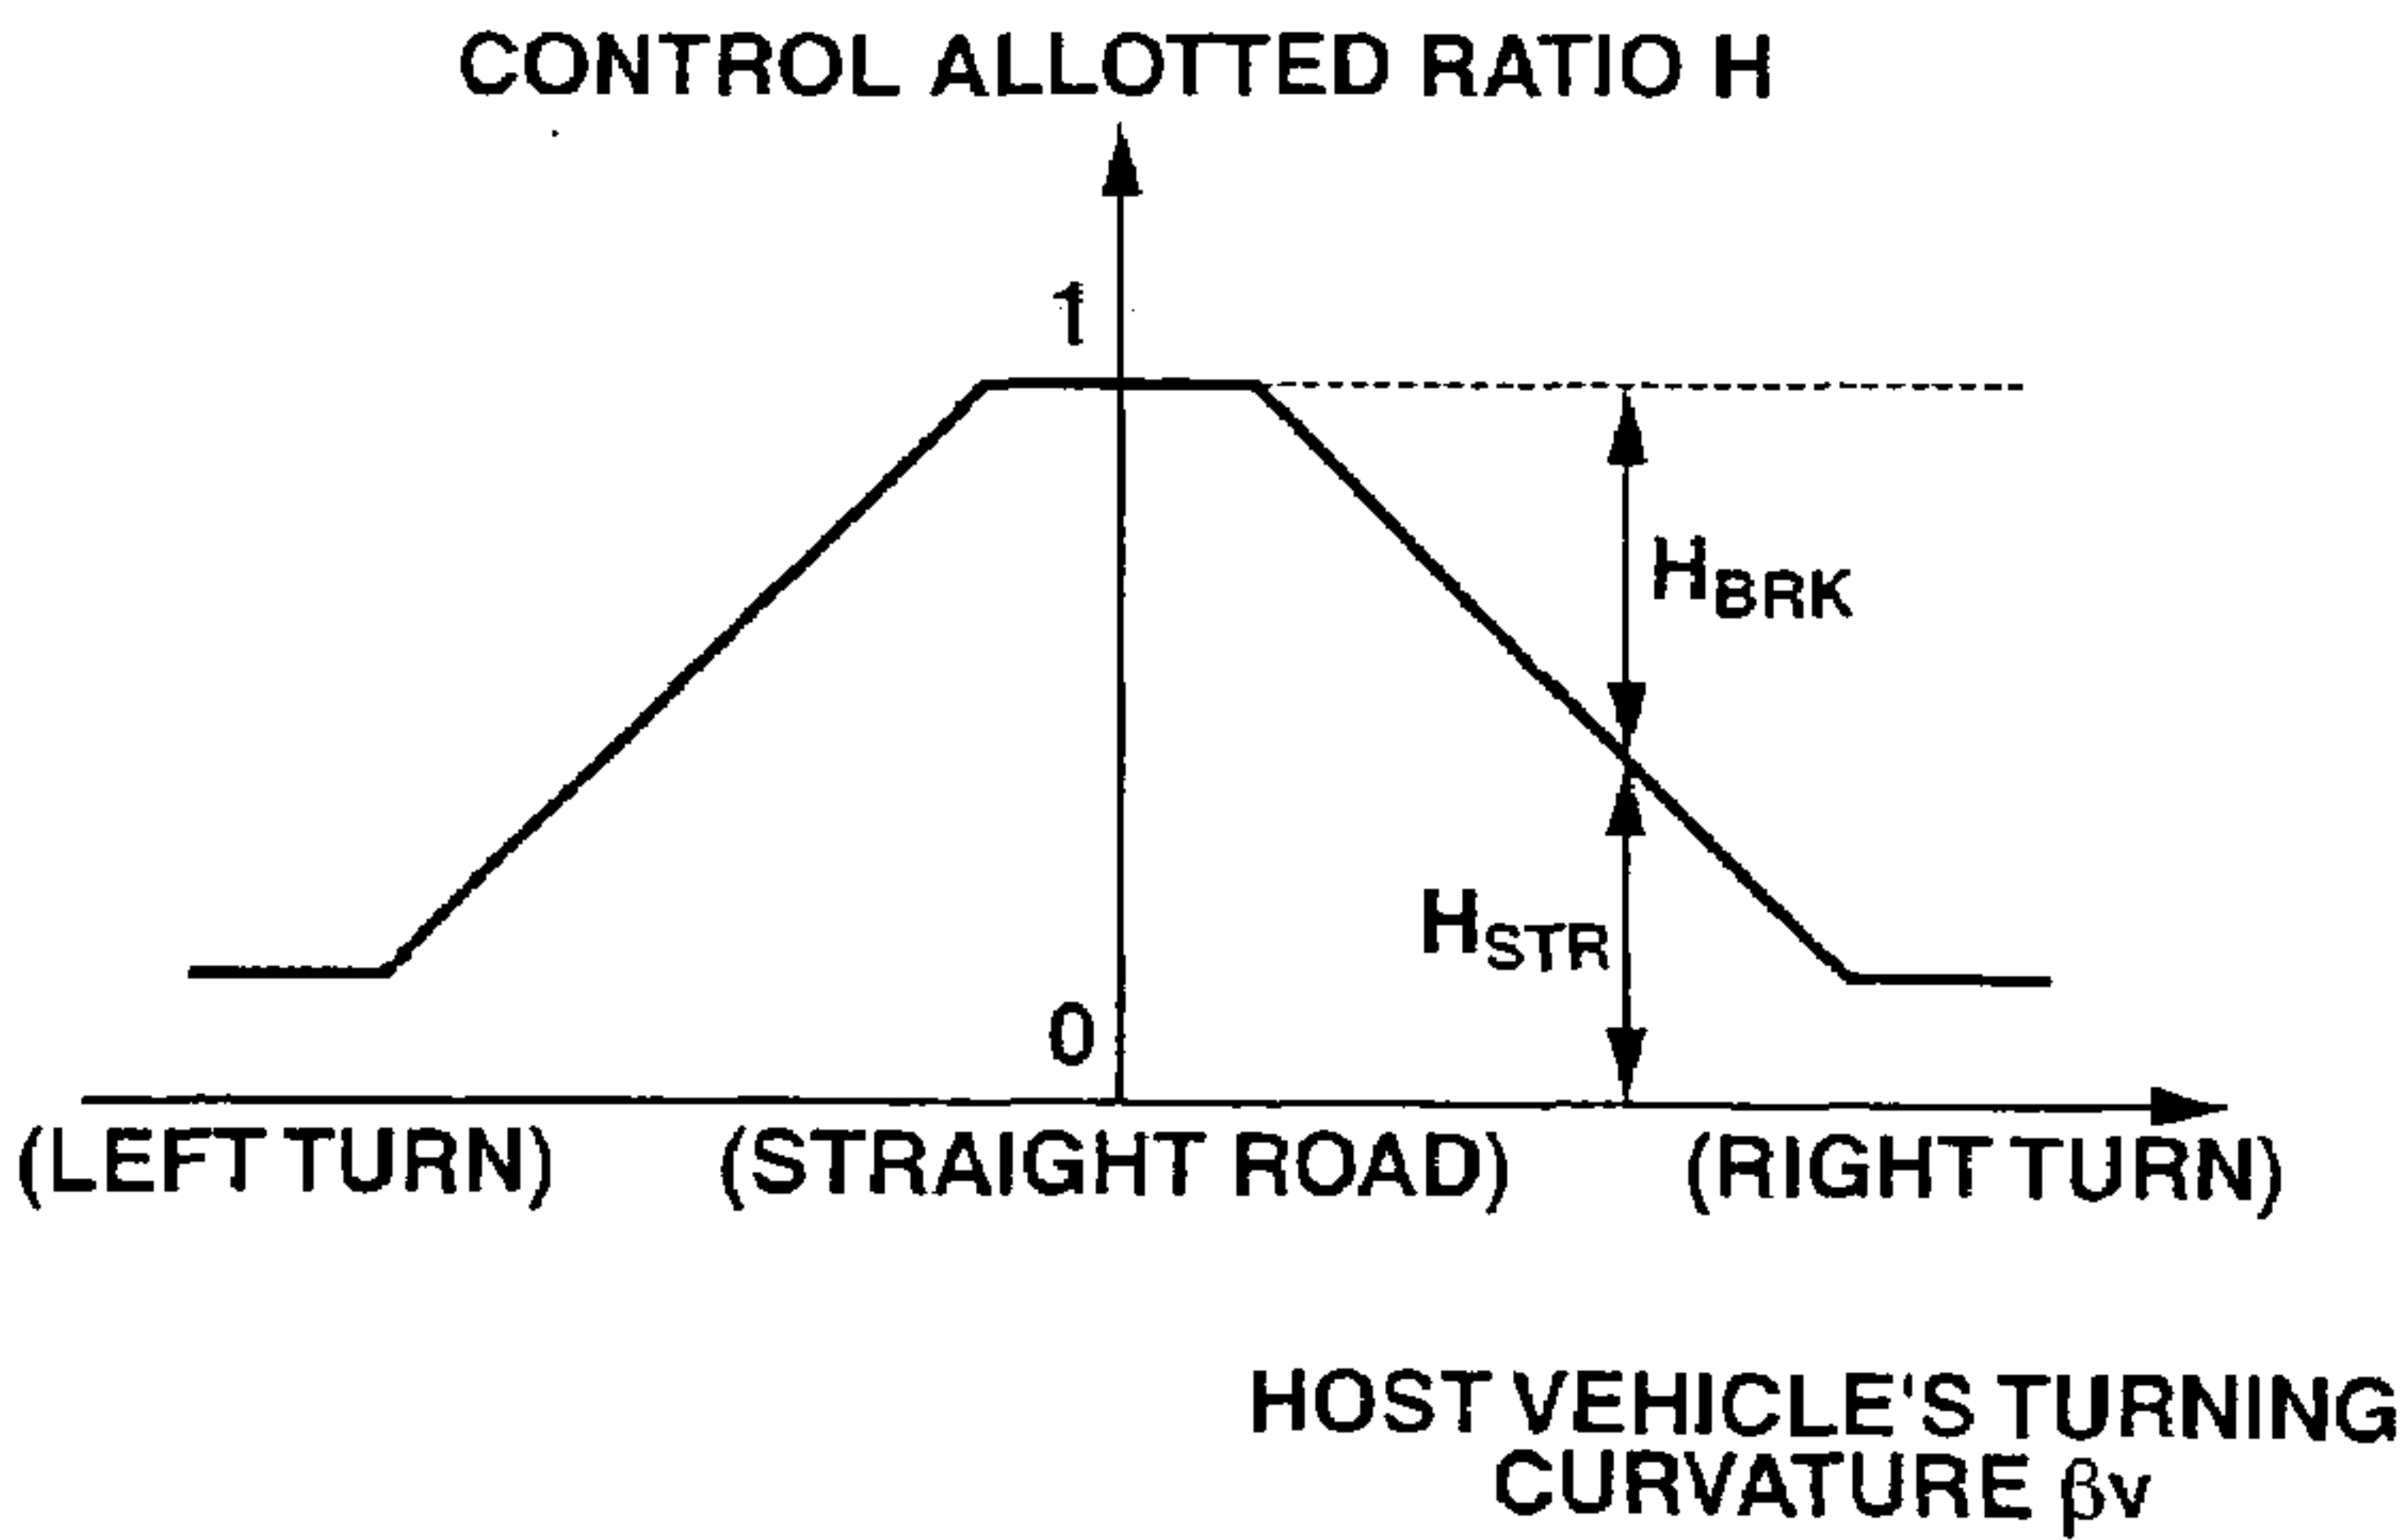 CONTROL ALLOTTED RATIO H
1
HBRK
HSTR
0
(LEFT TURN) (STRAIGHT ROAD) (RIGHT TURN)
HOST VEHICLE'S TURNING
CURVATURE βv